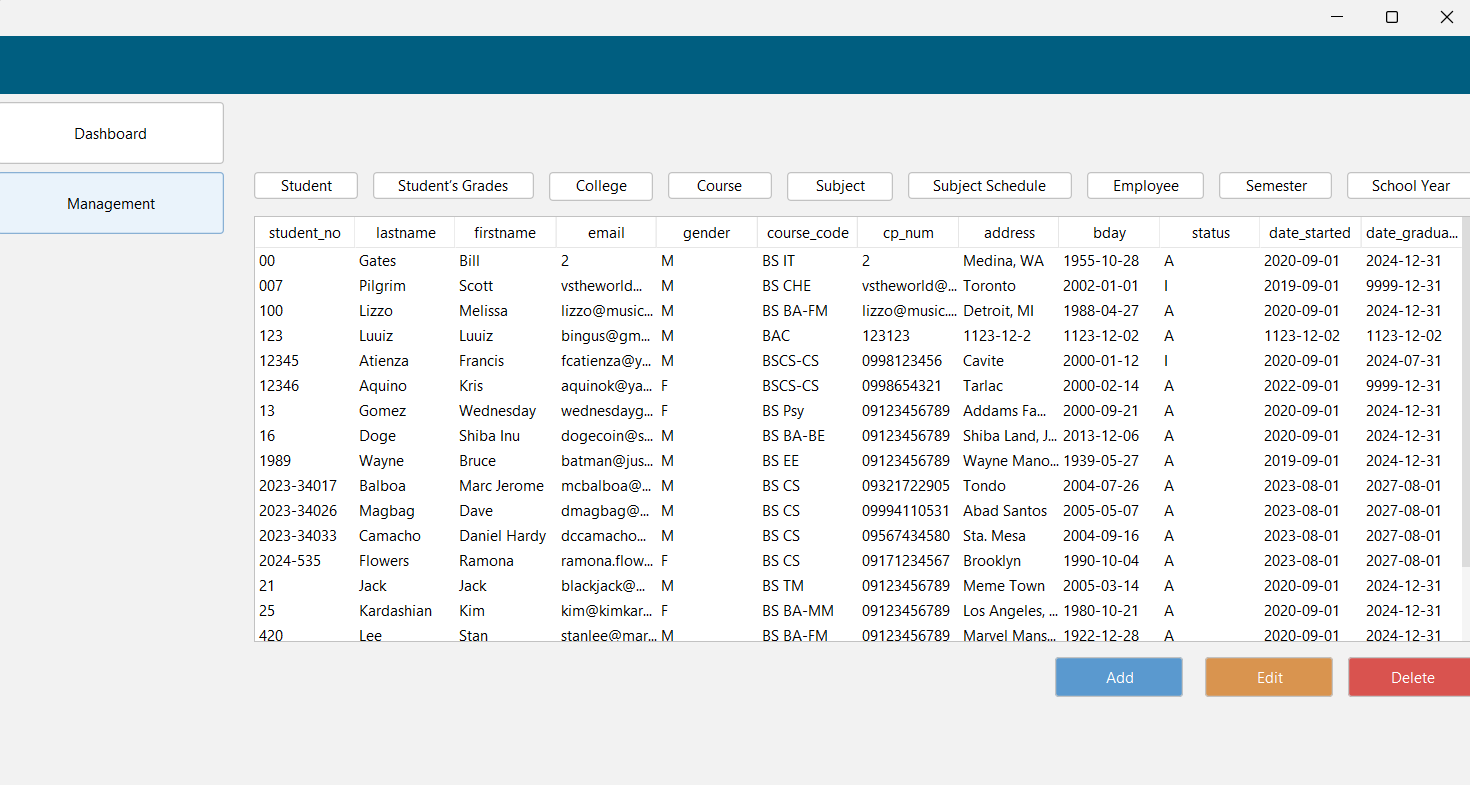 Dashboard
Management
Student Student's Grades College Course Subject Subject Schedule Employee Semester School Year
student_no lastname firstname email gender course_code cp_num address bday status date_started date_gradua...
00 Gates Bill 2 M BS IT 2 Medina, WA 1955-10-28 A 2020-09-01 2024-12-31
007 Pilgrim Scott vstheworld... M BS CHE vstheworld@... Toronto 2002-01-01 I 2019-09-01 9999-12-31
100 Lizzo Melissa lizzo@music... M BS BA-FM lizzo@music.... Detroit, MI 1988-04-27 A 2020-09-01 2024-12-31
123 Luuiz Luuiz bingus@gm... M BAC 123123 1123-12-2 1123-12-02 A 1123-12-02 1123-12-02
12345 Atienza Francis fcatienza@y... M BSCS-CS 0998123456 Cavite 2000-01-12 I 2020-09-01 2024-07-31
12346 Aquino Kris aquinok@ya... F BSCS-CS 0998654321 Tarlac 2000-02-14 A 2022-09-01 9999-12-31
13 Gomez Wednesday wednesdayg... F BS Psy 09123456789 Addams Fa... 2000-09-21 A 2020-09-01 2024-12-31
16 Doge Shiba Inu dogecoin@s... M BS BA-BE 09123456789 Shiba Land, J... 2013-12-06 A 2020-09-01 2024-12-31
1989 Wayne Bruce batman@jus... M BS EE 09123456789 Wayne Mano... 1939-05-27 A 2019-09-01 2024-12-31
2023-34017 Balboa Marc Jerome mcbalboa@... M BS CS 09321722905 Tondo 2004-07-26 A 2023-08-01 2027-08-01
2023-34026 Magbag Dave dmagbag@... M BS CS 09994110531 Abad Santos 2005-05-07 A 2023-08-01 2027-08-01
2023-34033 Camacho Daniel Hardy dccamacho... M BS CS 09567434580 Sta. Mesa 2004-09-16 A 2023-08-01 2027-08-01
2024-535 Flowers Ramona ramona.flow... F BS CS 09171234567 Brooklyn 1990-10-04 A 2023-08-01 2027-08-01
21 Jack Jack blackjack@... M BS TM 09123456789 Meme Town 2005-03-14 A 2020-09-01 2024-12-31
25 Kardashian Kim kim@kimkar... F BS BA-MM 09123456789 Los Angeles, ... 1980-10-21 A 2020-09-01 2024-12-31
420 Lee Stan stanlee@mar... M BS BA-FM 09123456789 Marvel Mans... 1922-12-28 A 2020-09-01 2024-12-31
Add Edit Delete